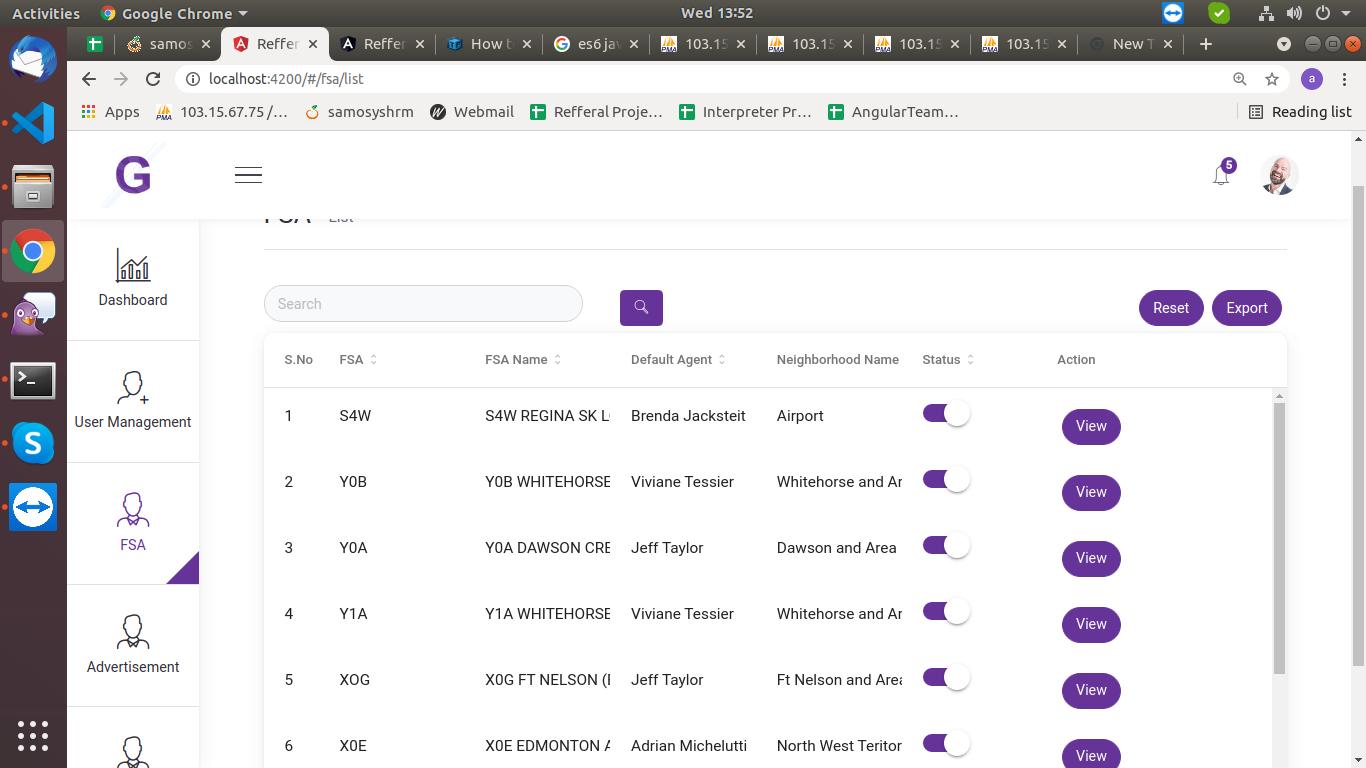 Activities Google Chrome Wed 13:52
samos Reffer Reffer How t es6 jav 103.15 103.15 103.15 103.15 New T
localhost:4200/#/fsa/list a
Apps 103.15.67.75 /... samosyshrm Webmail Refferal Proje... Interpreter Pr... AngularTeam... Reading list
G 5
FSA List
Dashboard
Search Reset Export
S.No FSA FSA Name Default Agent Neighborhood Name Status Action
1 S4W S4W REGINA SK L Brenda Jacksteit Airport View
User Management
2 Y0B Y0B WHITEHORSE Viviane Tessier Whitehorse and Ar View
FSA
3 Y0A Y0A DAWSON CRE Jeff Taylor Dawson and Area View
4 Y1A Y1A WHITEHORSE Viviane Tessier Whitehorse and Ar View
Advertisement
5 XOG X0G FT NELSON ( Jeff Taylor Ft Nelson and Area View
6 X0E X0E EDMONTON A Adrian Michelutti North West Teritor View